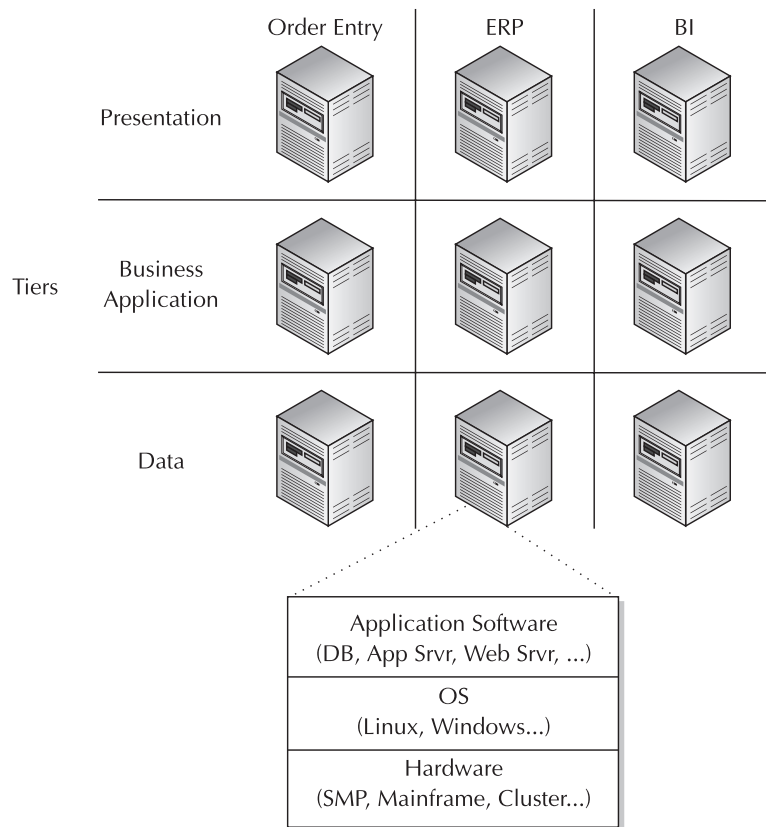 Order Entry
ERP
BI
Presentation
Tiers
Business
Application
Data
Application Software
(DB, App Srvr, Web Srvr, ...)
OS
(Linux, Windows...)
Hardware
(SMP, Mainframe, Cluster...)